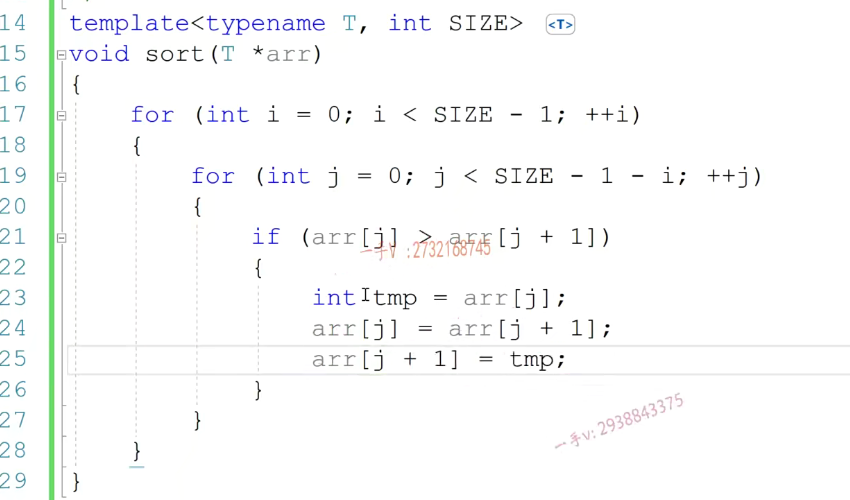 14 template<typename T, int SIZE> <T>
15 void sort(T *arr)
16 {
17 for (int i = 0; i < SIZE - 1; ++i)
18 {
19 for (int j = 0; j < SIZE - 1 - i; ++j)
20 {
21 if (arr[j] > arr[j + 1])
一手V :2732168745
22 {
23 int tmp = arr[j];
24 arr[j] = arr[j + 1];
25 arr[j + 1] = tmp;
26 }
27 }
一手v:2938843375
28 }
29 }